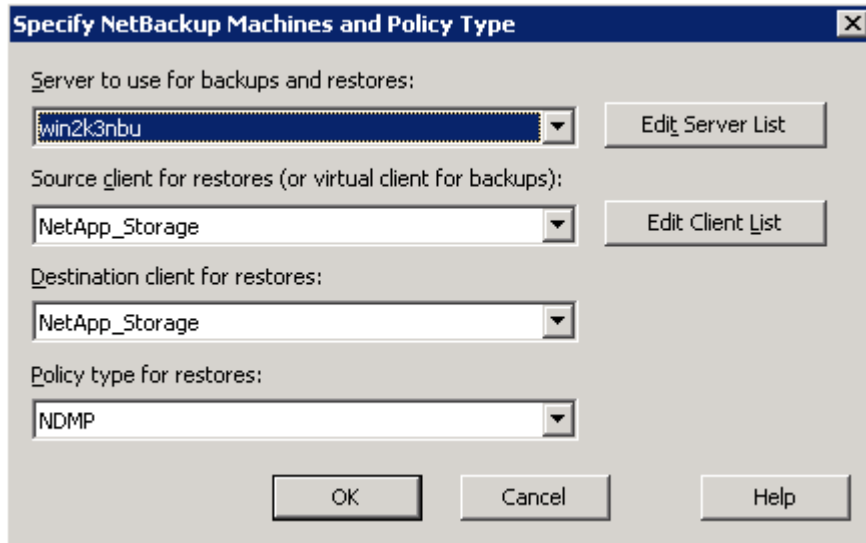 Specify NetBackup Machines and Policy Type
Server to use for backups and restores:
win2k3nbu
Edit Server List
Source client for restores (or virtual client for backups):
NetApp_Storage
Edit Client List
Destination client for restores:
NetApp_Storage
Policy type for restores:
NDMP
OK Cancel Help